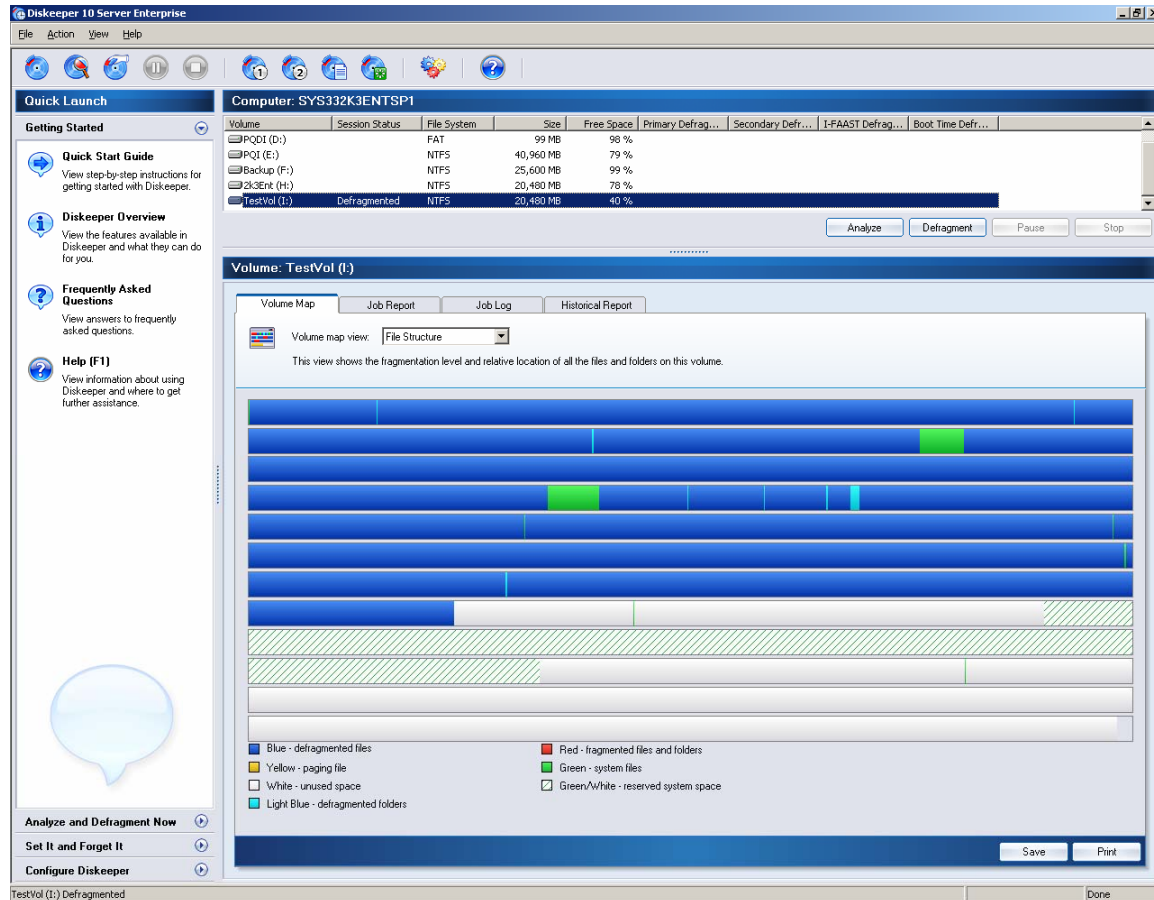 Diskeeper 10 Server Enterprise
File Action View Help
1 2
Quick Launch
Getting Started
Quick Start Guide
View step-by-step instructions for
getting started with Diskeeper.
Diskeeper Overview
View the features available in
Diskeeper and what they can do
for you.
Frequently Asked
Questions
View answers to frequently
asked questions.
Help (F1)
View information about using
Diskeeper and where to get
further assistance.
Analyze and Defragment Now
Set It and Forget It
Configure Diskeeper
Computer: SYS332K3ENTSP1
Volume Session Status File System Size Free Space Primary Defrag... Secondary Defr... I-FAAST Defrag... Boot Time Defr...
PQDI (D:) FAT 99 MB 98 %
PQI (E:) NTFS 40,960 MB 79 %
Backup (F:) NTFS 25,600 MB 99 %
2k3Ent (H:) NTFS 20,480 MB 78 %
TestVol (I:) Defragmented NTFS 20,480 MB 40 %
Analyze Defragment Pause Stop
Volume: TestVol (I:)
Volume Map Job Report Job Log Historical Report
Volume map view: File Structure
This view shows the fragmentation level and relative location of all the files and folders on this volume.
Blue - defragmented files Red - fragmented files and folders
Yellow - paging file Green - system files
White - unused space Green/White - reserved system space
Light Blue - defragmented folders
Save Print
TestVol (I:) Defragmented Done